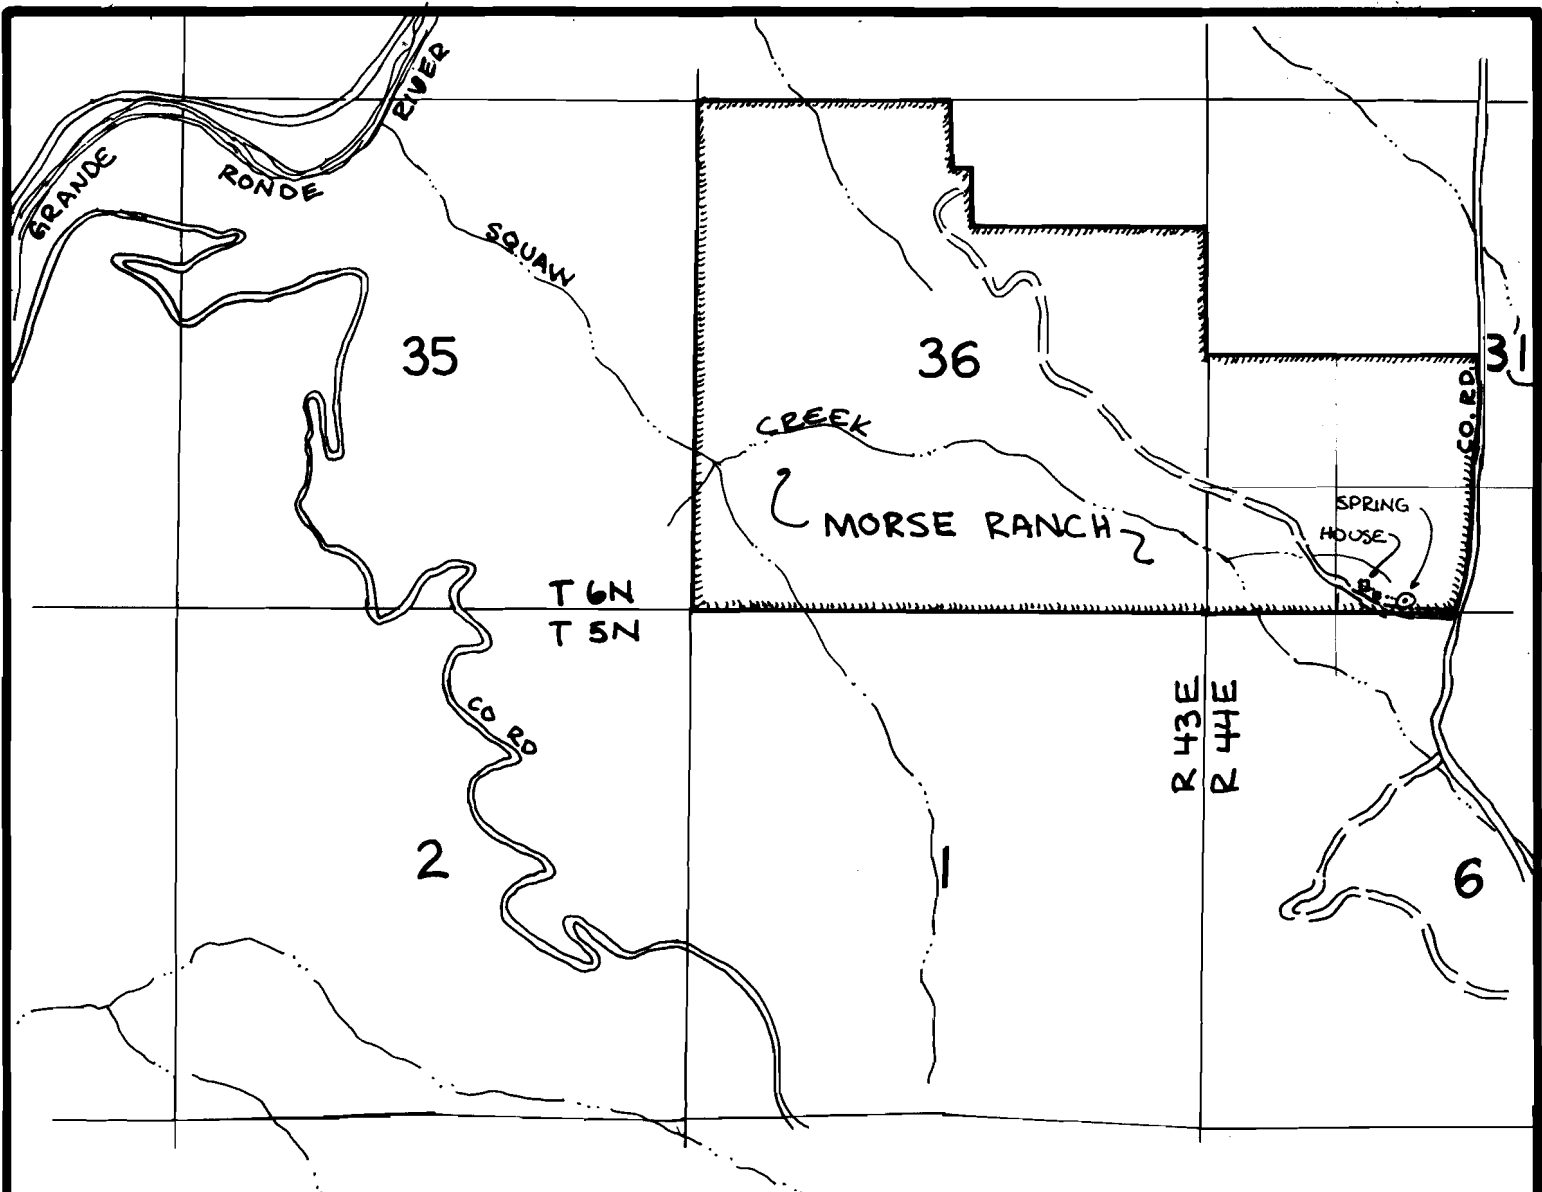 GRANDE
RONDE
RIVER
SQUAW
35
36
31
CO. RD.
CREEK
MORSE RANCH
SPRING
HOUSE
T 6N
T 5N
R 43E
R 44E
CO RD
2
1
6